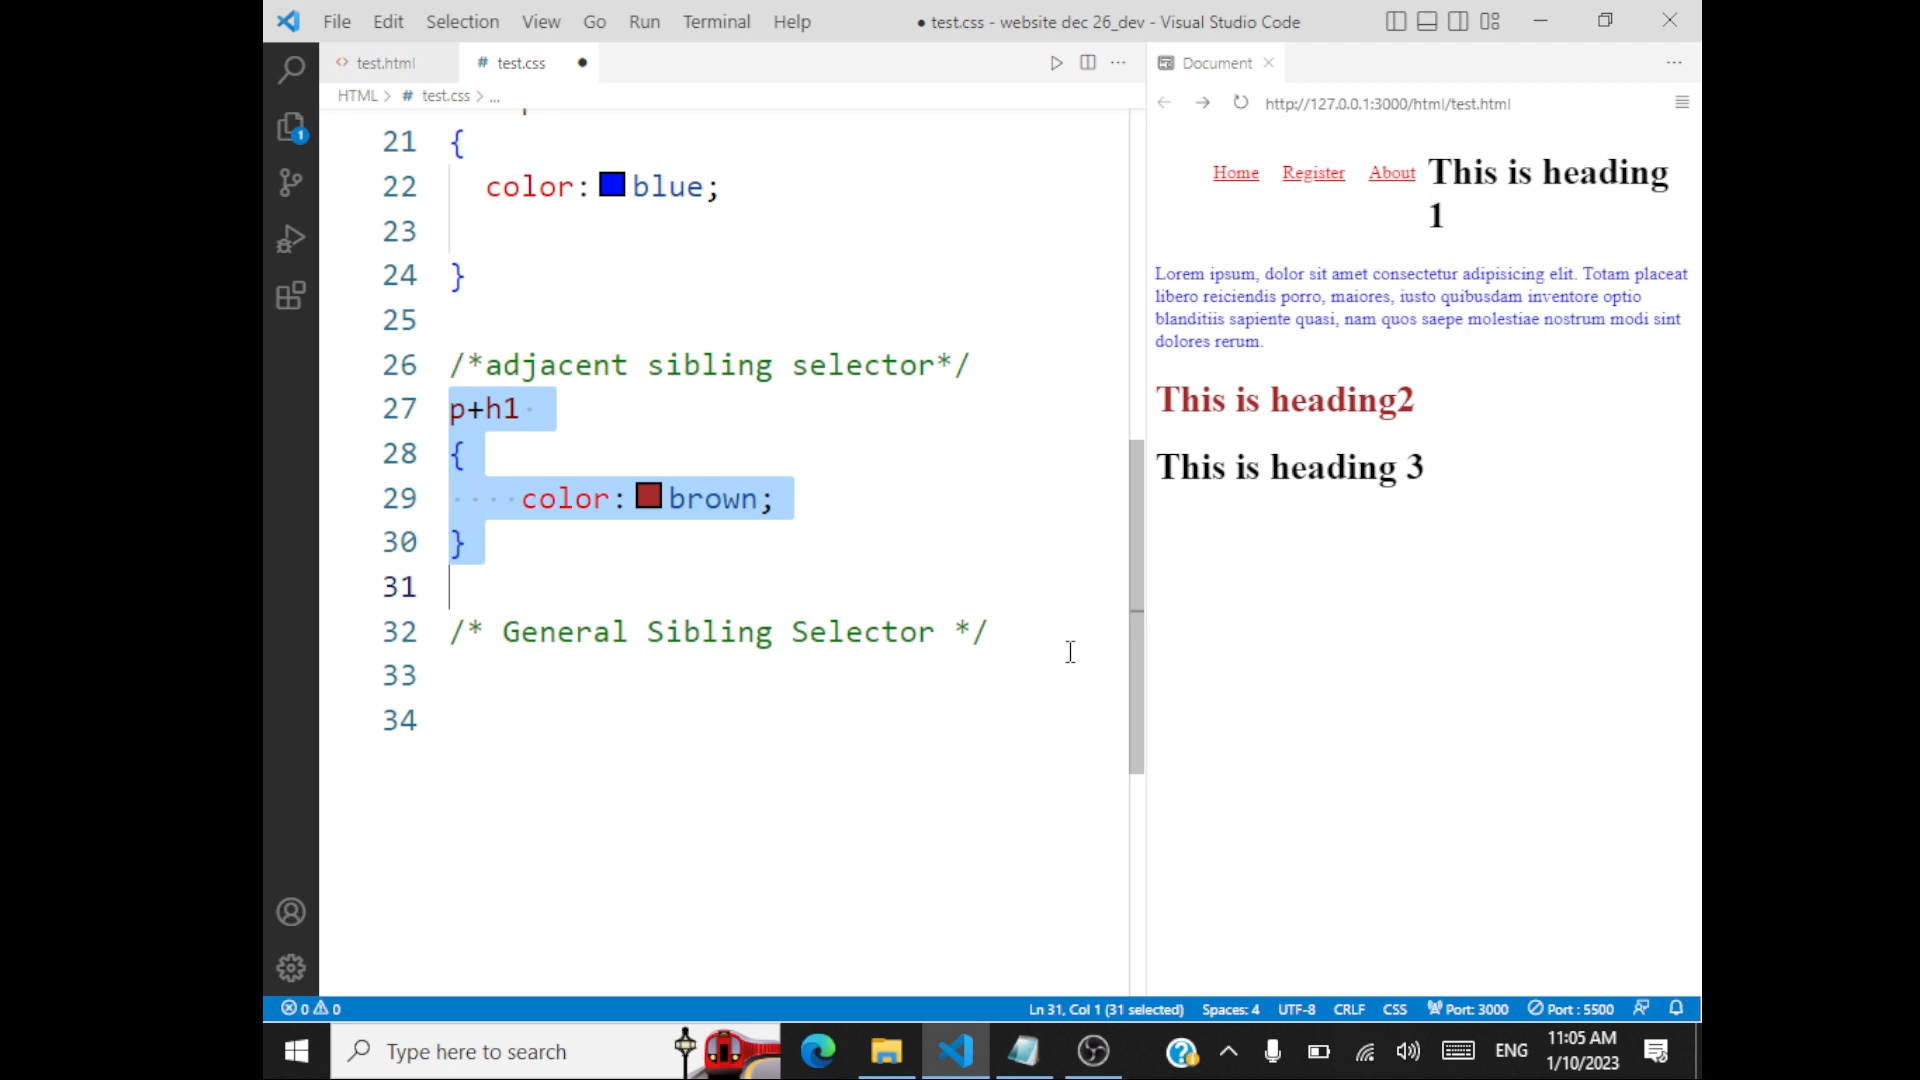 File Edit Selection View Go Run Terminal Help
● test.css - website dec 26_dev - Visual Studio Code
<> test.html
# test.css
Document
HTML > # test.css > ...
http://127.0.0.1:3000/html/test.html
21 {
22 color: blue;
23
24 }
25
26 /*adjacent sibling selector*/
27 p+h1
28 {
29 color: brown;
30 }
31
32 /* General Sibling Selector */
33
34
1
Home Register About
This is heading
1
Lorem ipsum, dolor sit amet consectetur adipisicing elit. Totam placeat
libero reiciendis porro, maiores, iusto quibusdam inventore optio
blanditiis sapiente quasi, nam quos saepe molestiae nostrum modi sint
dolores rerum.
This is heading2
This is heading 3
0 0
Ln 31, Col 1 (31 selected) Spaces: 4 UTF-8 CRLF CSS Port: 3000 Port : 5500
Type here to search
ENG
11:05 AM
1/10/2023